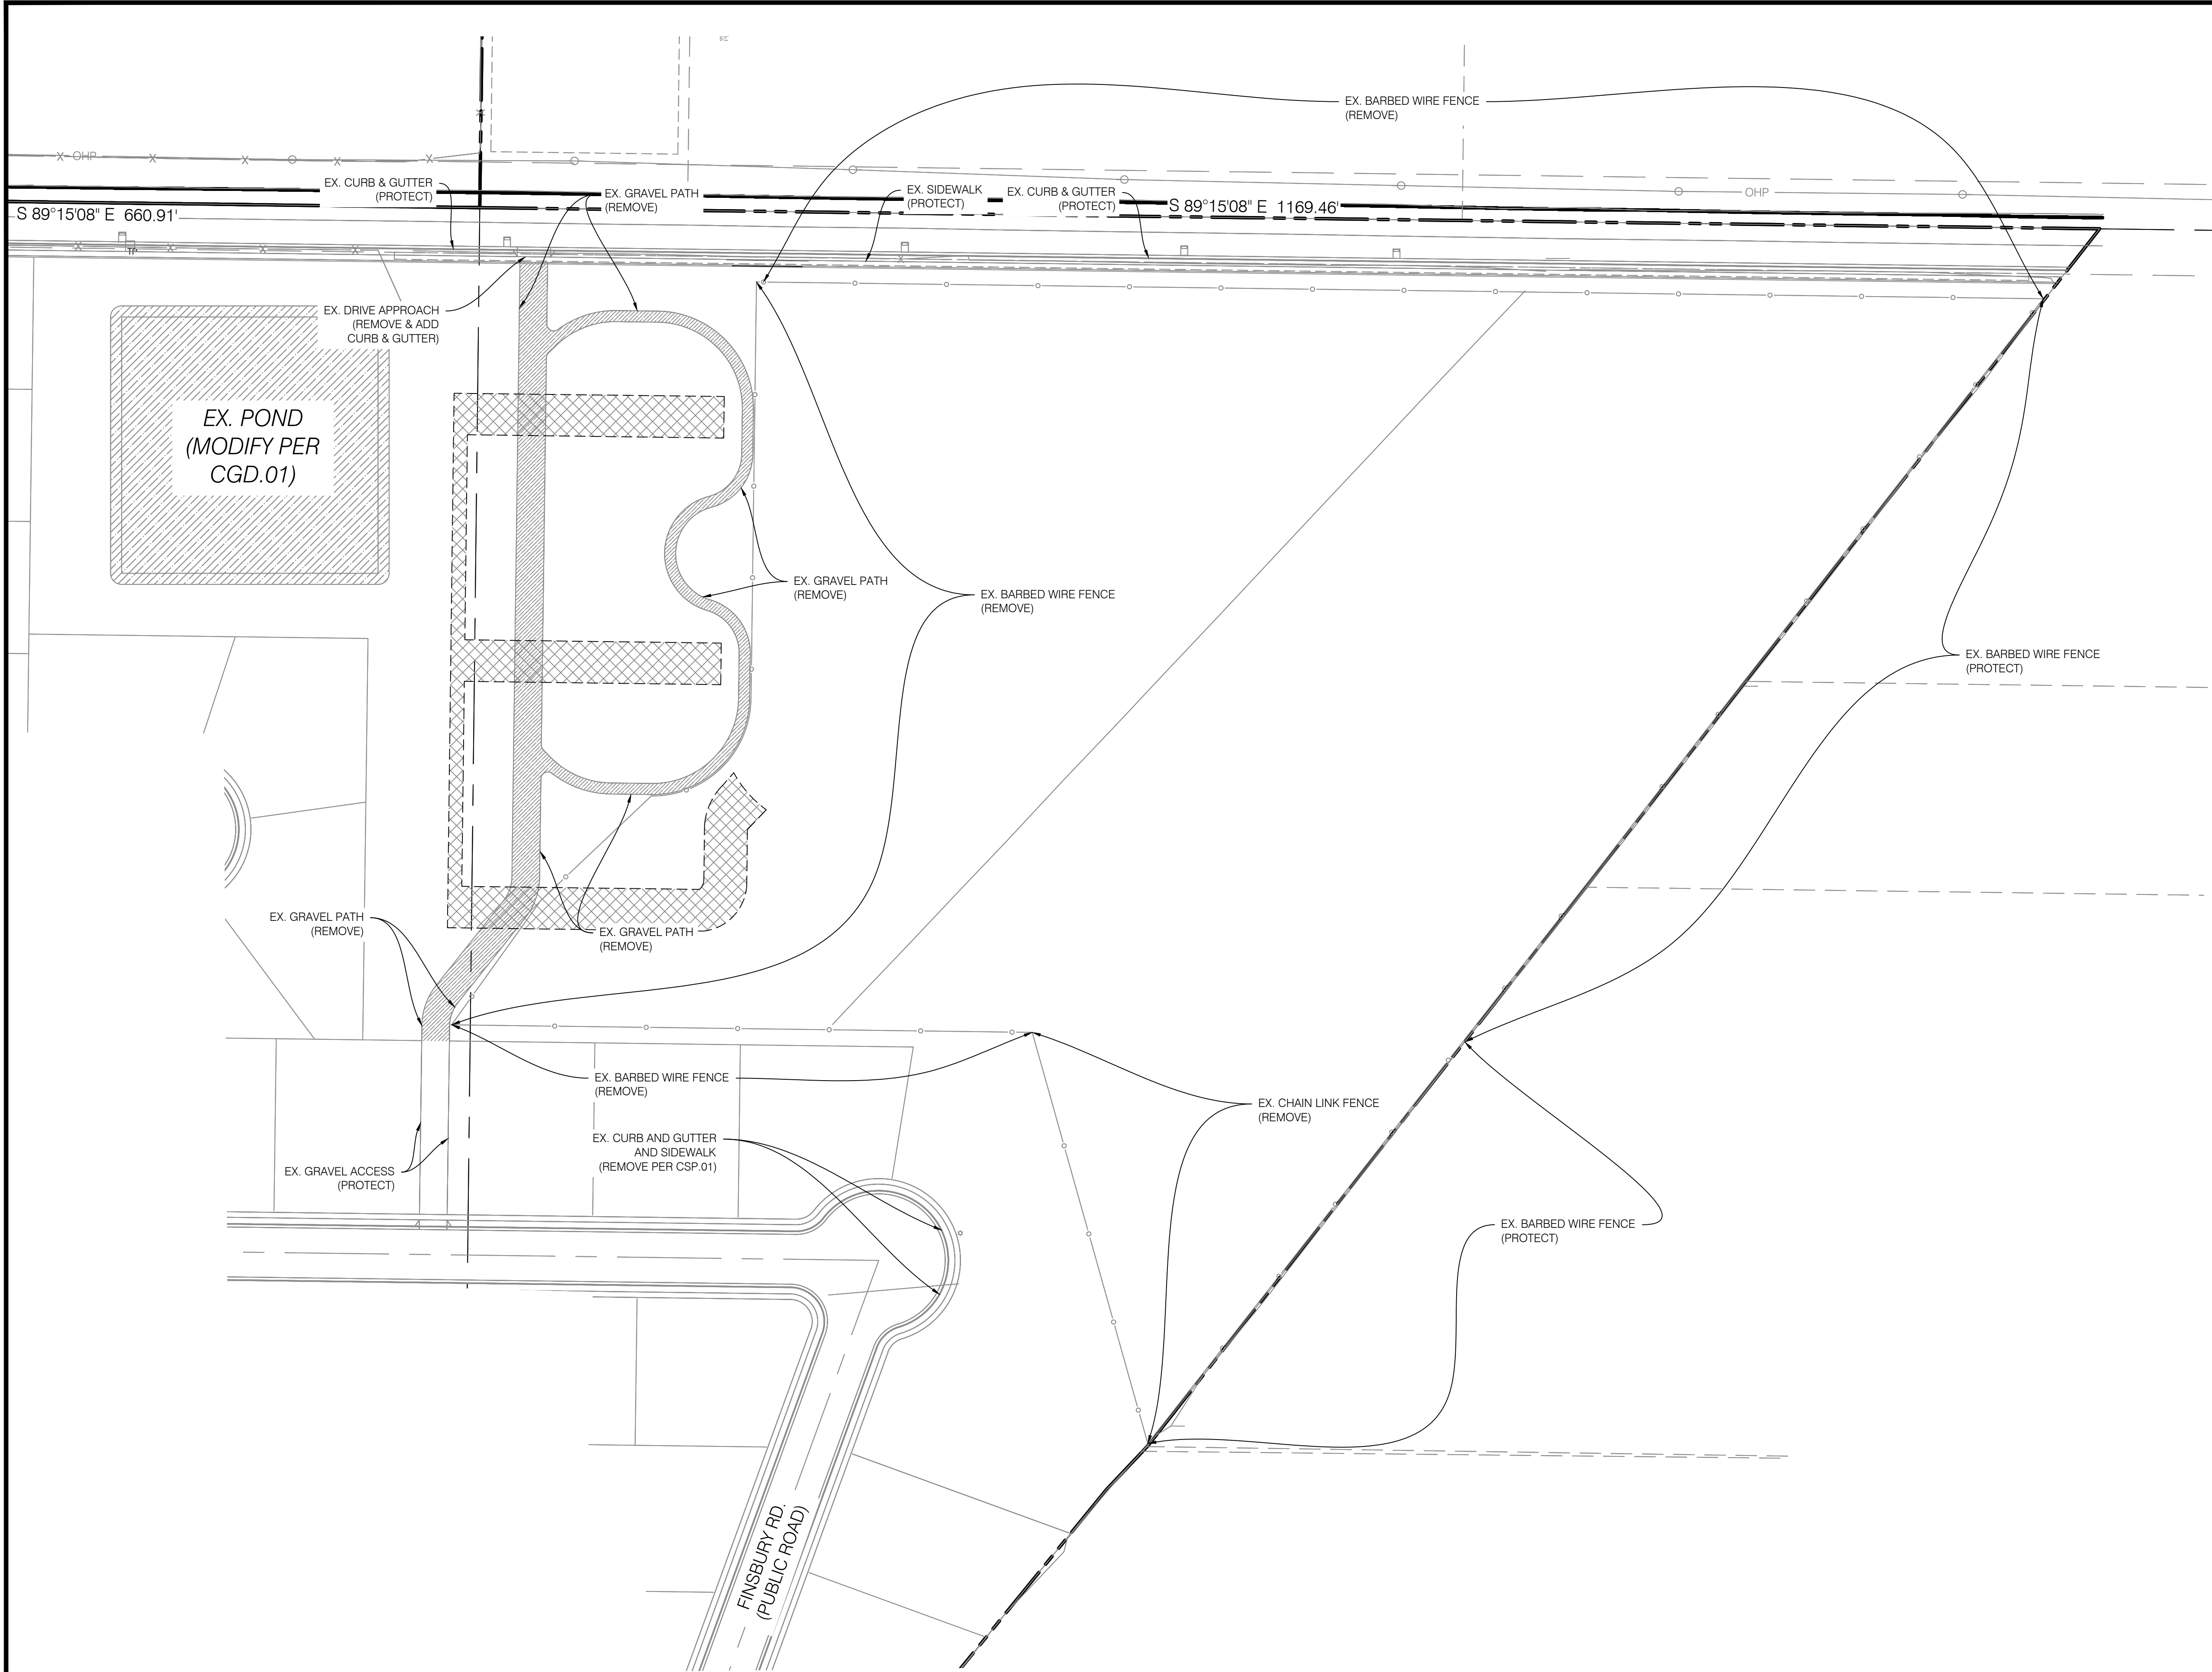 EX. BARBED WIRE FENCE
(REMOVE)
OHP
EX. CURB & GUTTER
(PROTECT)
EX. GRAVEL PATH
(REMOVE)
EX. SIDEWALK
(PROTECT)
EX. CURB & GUTTER
(PROTECT)
OHP
S 89°15'08" E 660.91'
S 89°15'08" E 1169.46'
TP
EX. DRIVE APPROACH
(REMOVE & ADD
CURB & GUTTER)
EX. POND
(MODIFY PER
CGD.01)
EX. GRAVEL PATH
(REMOVE)
EX. BARBED WIRE FENCE
(REMOVE)
EX. BARBED WIRE FENCE
(PROTECT)
EX. GRAVEL PATH
(REMOVE)
EX. GRAVEL PATH
(REMOVE)
EX. BARBED WIRE FENCE
(REMOVE)
EX. CHAIN LINK FENCE
(REMOVE)
EX. CURB AND GUTTER
AND SIDEWALK
(REMOVE PER CSP.01)
EX. GRAVEL ACCESS
(PROTECT)
EX. BARBED WIRE FENCE
(PROTECT)
FINSBURY RD.
(PUBLIC ROAD)